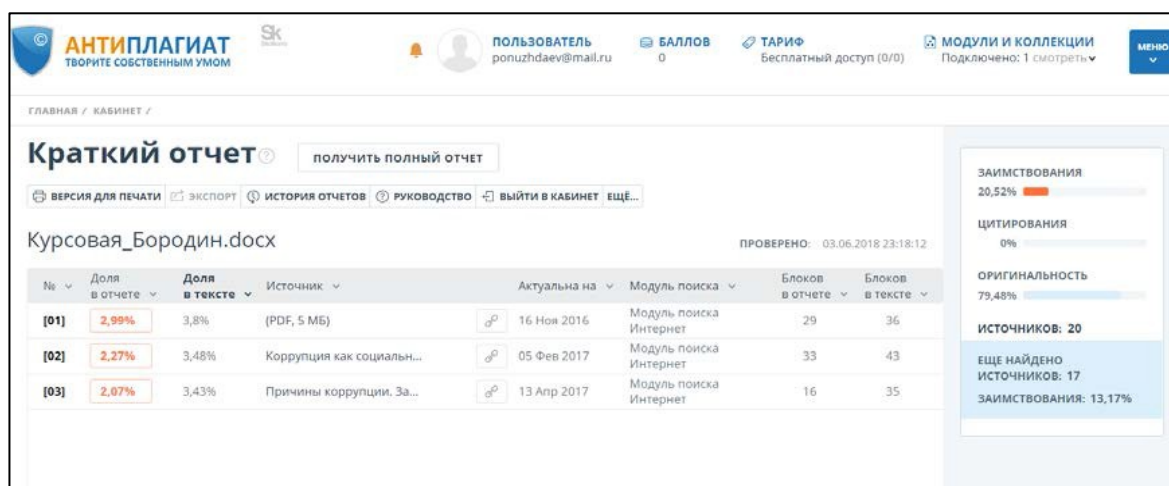 АНТИПЛАГИАТ
ТВОРИТЕ СОБСТВЕННЫМ УМОМ
Sk
ПОЛЬЗОВАТЕЛЬ
ponuzhdaev@mail.ru
БАЛЛОВ
0
ТАРИФ
Бесплатный доступ (0/0)
МОДУЛИ И КОЛЛЕКЦИИ
Подключено: 1 смотреть
МЕНЮ
ГЛАВНАЯ / КАБИНЕТ /
Краткий отчет ?
ПОЛУЧИТЬ ПОЛНЫЙ ОТЧЕТ
ВЕРСИЯ ДЛЯ ПЕЧАТИ ЭКСПОРТ ИСТОРИЯ ОТЧЕТОВ РУКОВОДСТВО ВЫЙТИ В КАБИНЕТ ЕЩЁ...
Курсовая_Бородин.docx
ПРОВЕРЕНО: 03.06.2018 23:18:12
№ Доля в отчете Доля в тексте Источник Актуальна на Модуль поиска Блоков в отчете Блоков в тексте
[01] 2,99% 3,8% (PDF, 5 МБ) 16 Ноя 2016 Модуль поиска Интернет 29 36
[02] 2,27% 3,48% Коррупция как социальн... 05 Фев 2017 Модуль поиска Интернет 33 43
[03] 2,07% 3,43% Причины коррупции. За... 13 Апр 2017 Модуль поиска Интернет 16 35
ЗАИМСТВОВАНИЯ
20,52%
ЦИТИРОВАНИЯ
0%
ОРИГИНАЛЬНОСТЬ
79,48%
ИСТОЧНИКОВ: 20
ЕЩЕ НАЙДЕНО
ИСТОЧНИКОВ: 17
ЗАИМСТВОВАНИЯ: 13,17%